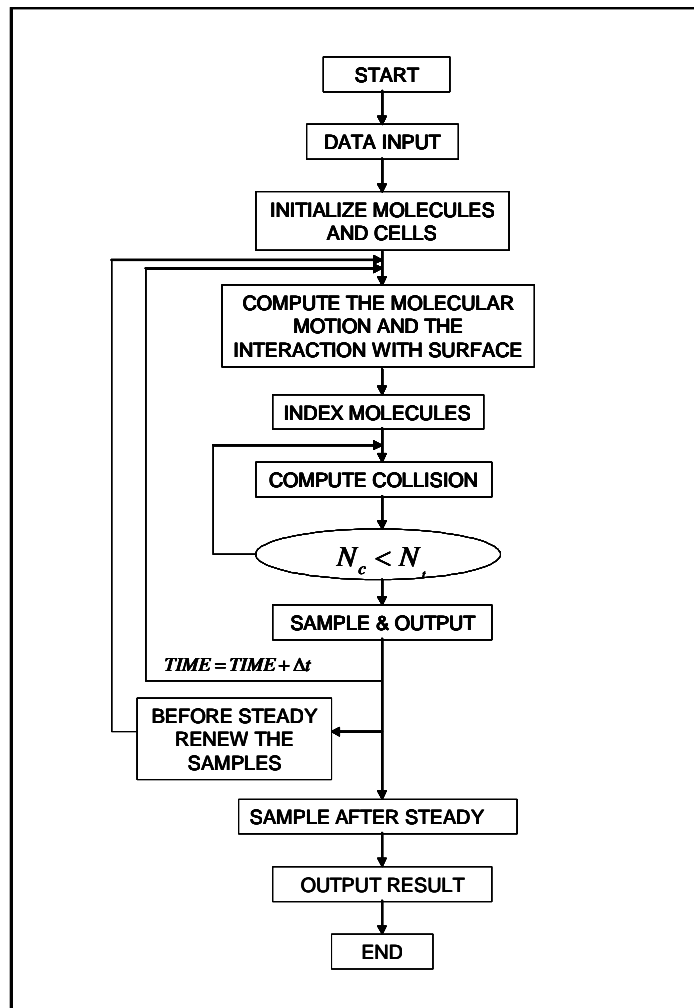 START
DATA INPUT
INITIALIZE MOLECULES
AND CELLS
COMPUTE THE MOLECULAR
MOTION AND THE
INTERACTION WITH SURFACE
INDEX MOLECULES
COMPUTE COLLISION
N_c < N_t
SAMPLE & OUTPUT
TIME = TIME + Δt
BEFORE STEADY
RENEW THE
SAMPLES
SAMPLE AFTER STEADY
OUTPUT RESULT
END